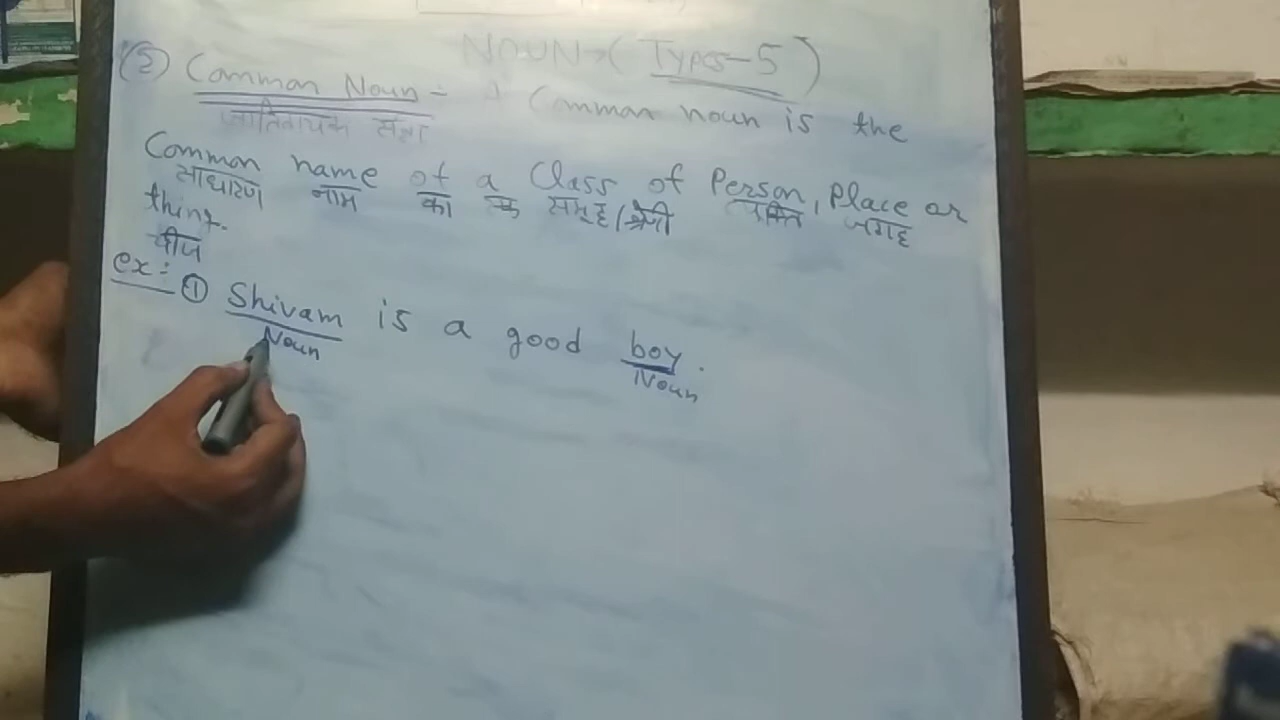 NOUN → (Types-5)
② Common Noun:- Common noun is the
जातिवाचक संज्ञा
Common name of a Class of Person, Place or
साधारण नाम का के समूह/श्रेणी व्यक्ति जगह
thing.
चीज
ex:- ① Shivam is a good boy.
Noun Noun